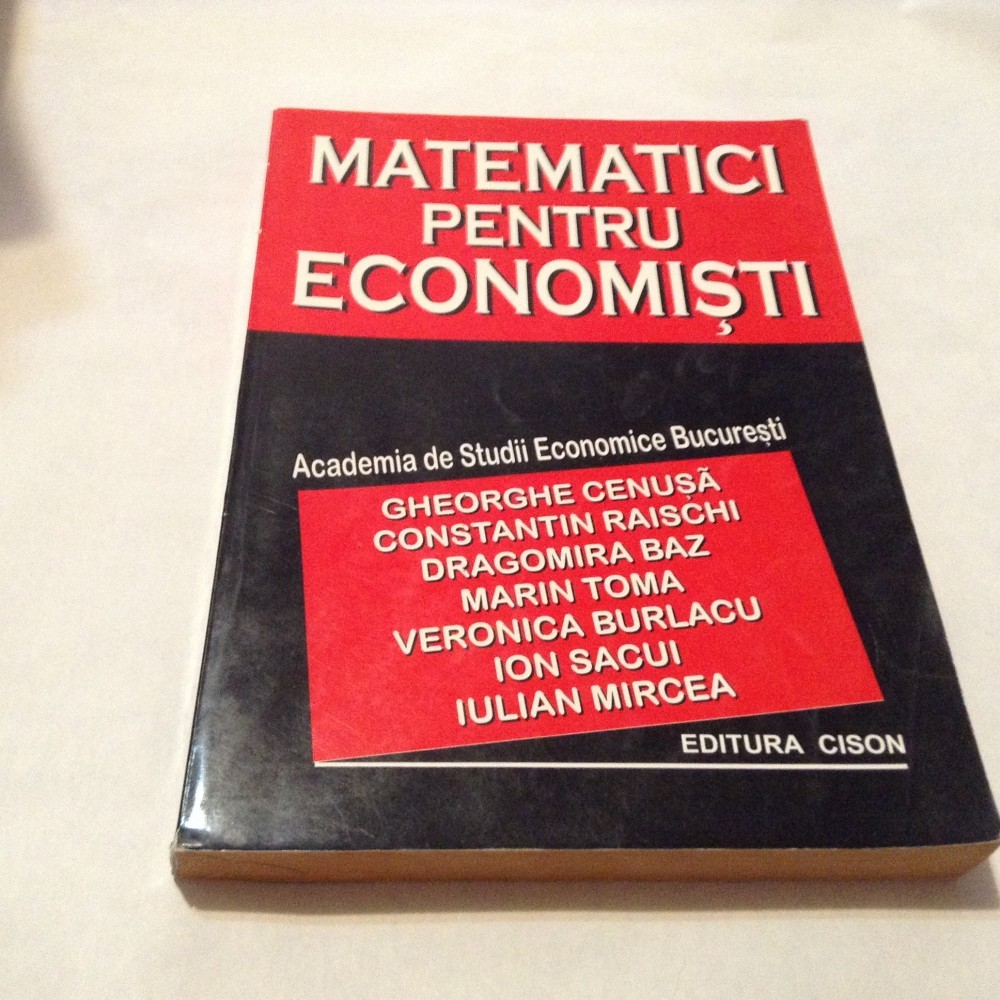 MATEMATICI
PENTRU
ECONOMIȘTI
Academia de Studii Economice București
GHEORGHE CENUȘÃ
CONSTANTIN RAISCHI
DRAGOMIRA BAZ
MARIN TOMA
VERONICA BURLACU
ION SACUI
IULIAN MIRCEA
EDITURA CISON